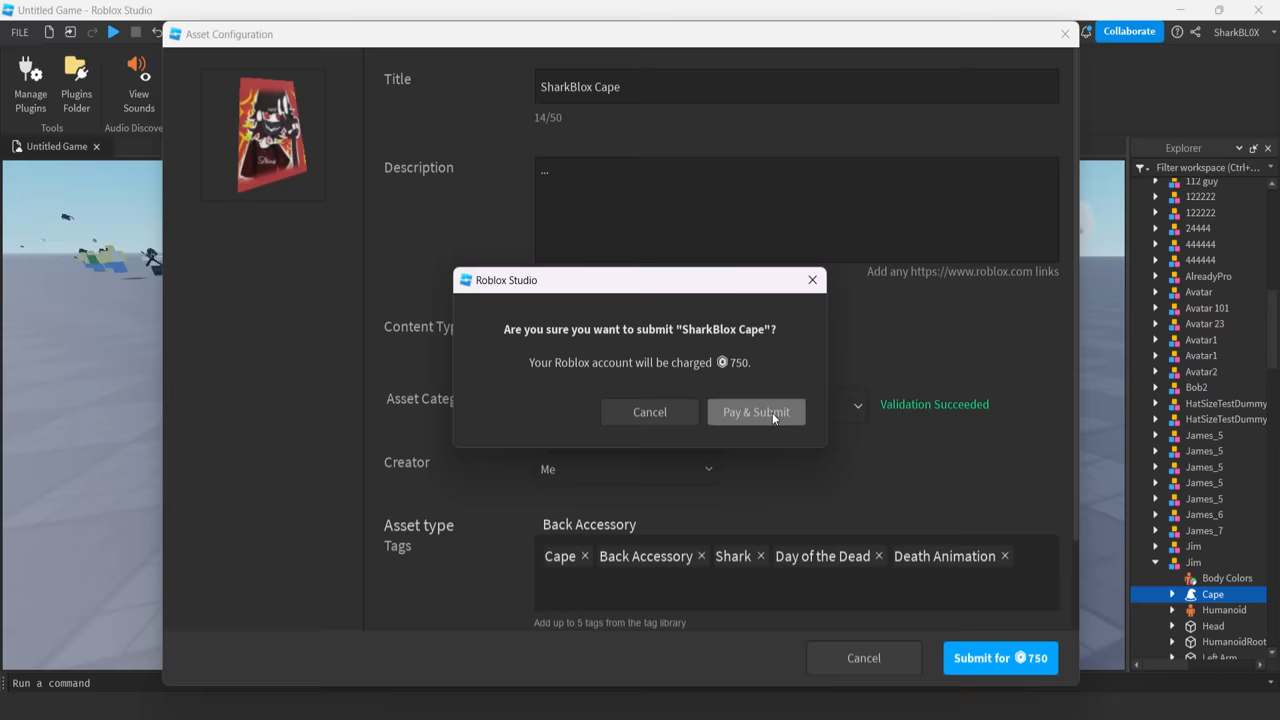 Untitled Game - Roblox Studio
FILE
Collaborate
SharkBL0X
Manage
Plugins
Plugins
Folder
View
Sounds
Tools
Audio Discove
Untitled Game
Asset Configuration
Title
SharkBlox Cape
14/50
Description
...
Add any https://www.roblox.com links
Content Typ
Asset Categ
Validation Succeeded
Creator
Me
Asset type
Back Accessory
Tags
Cape × Back Accessory × Shark × Day of the Dead × Death Animation ×
Add up to 5 tags from the tag library
Cancel
Submit for 750
Roblox Studio
Are you sure you want to submit "SharkBlox Cape"?
Your Roblox account will be charged 750.
Cancel
Pay & Submit
Explorer
Filter workspace (Ctrl+...
112 guy
122222
122222
24444
444444
444444
AlreadyPro
Avatar
Avatar 101
Avatar 23
Avatar1
Avatar1
Avatar2
Bob2
HatSizeTestDummy
HatSizeTestDummy
James_5
James_5
James_5
James_5
James_5
James_6
James_7
Jim
Jim
Body Colors
Cape
Humanoid
Head
HumanoidRoot
Left Arm
Run a command